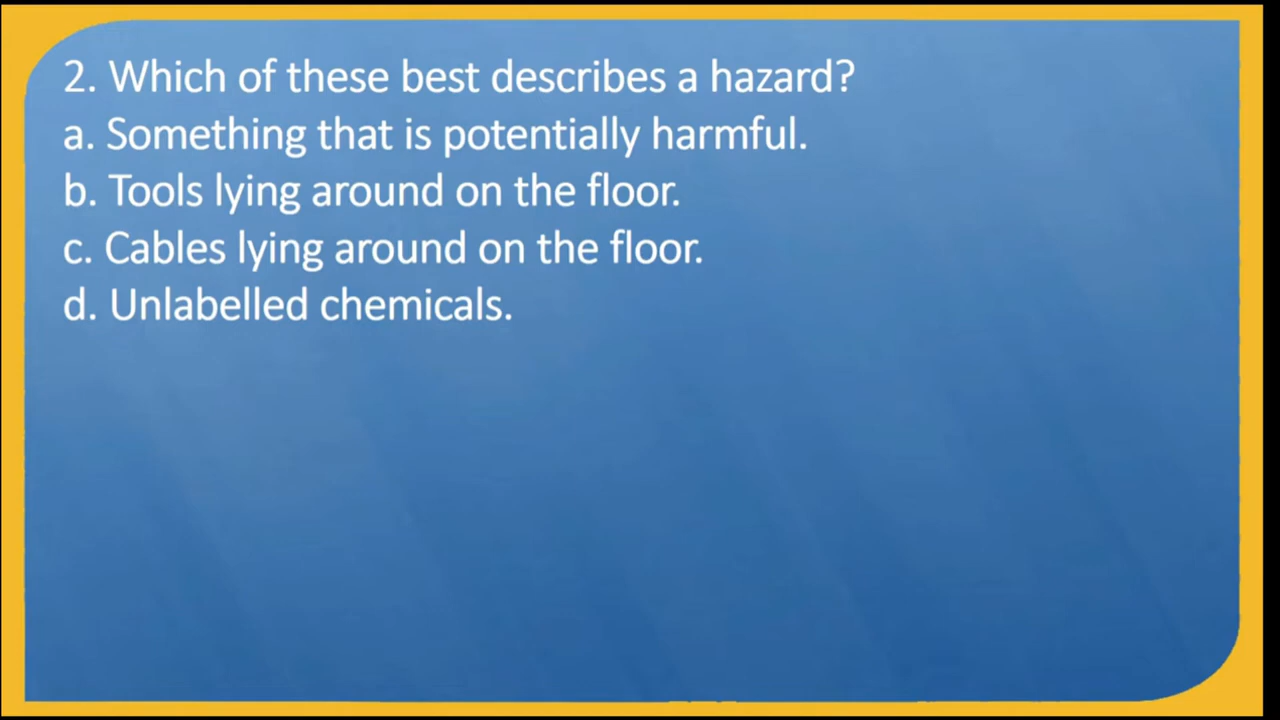 2. Which of these best describes a hazard?
a. Something that is potentially harmful.
b. Tools lying around on the floor.
c. Cables lying around on the floor.
d. Unlabelled chemicals.